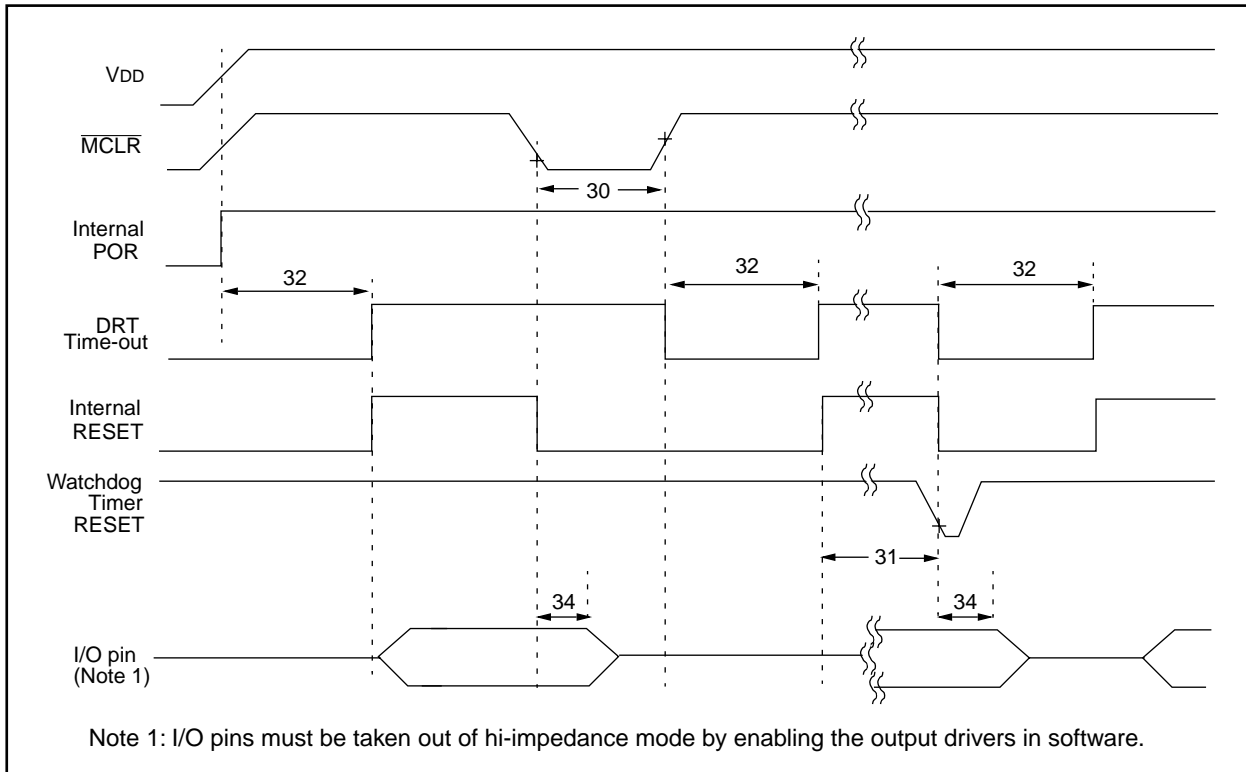 VDD
MCLR
30
Internal
POR
32
32
32
DRT
Time-out
Internal
RESET
Watchdog
Timer
RESET
31
34
34
I/O pin
(Note 1)
Note 1: I/O pins must be taken out of hi-impedance mode by enabling the output drivers in software.